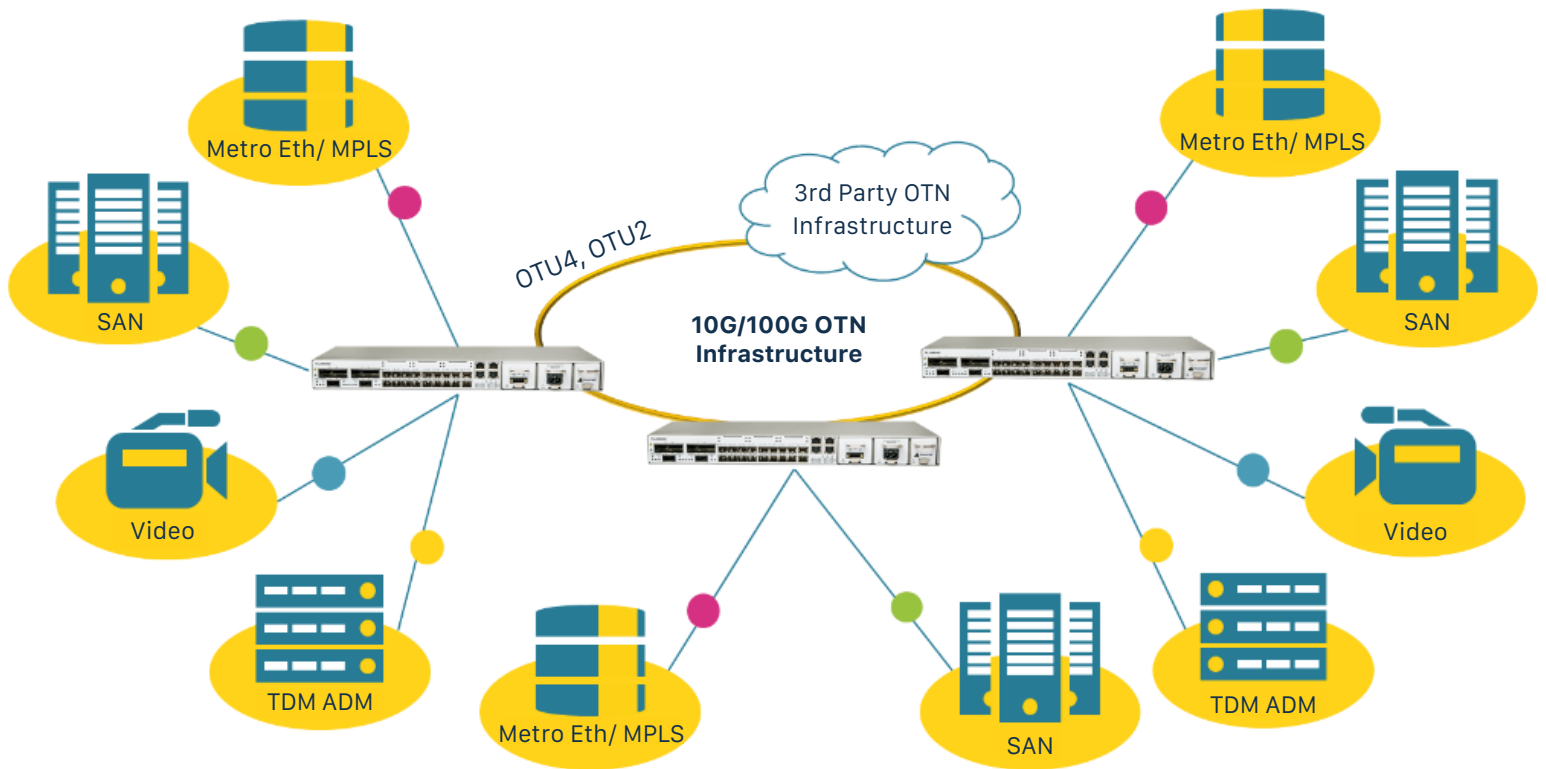 Metro Eth/ MPLS
Metro Eth/ MPLS
3rd Party OTN
Infrastructure
SAN
SAN
OTU4, OTU2
10G/100G OTN
Infrastructure
Video
Video
TDM ADM
TDM ADM
Metro Eth/ MPLS
SAN